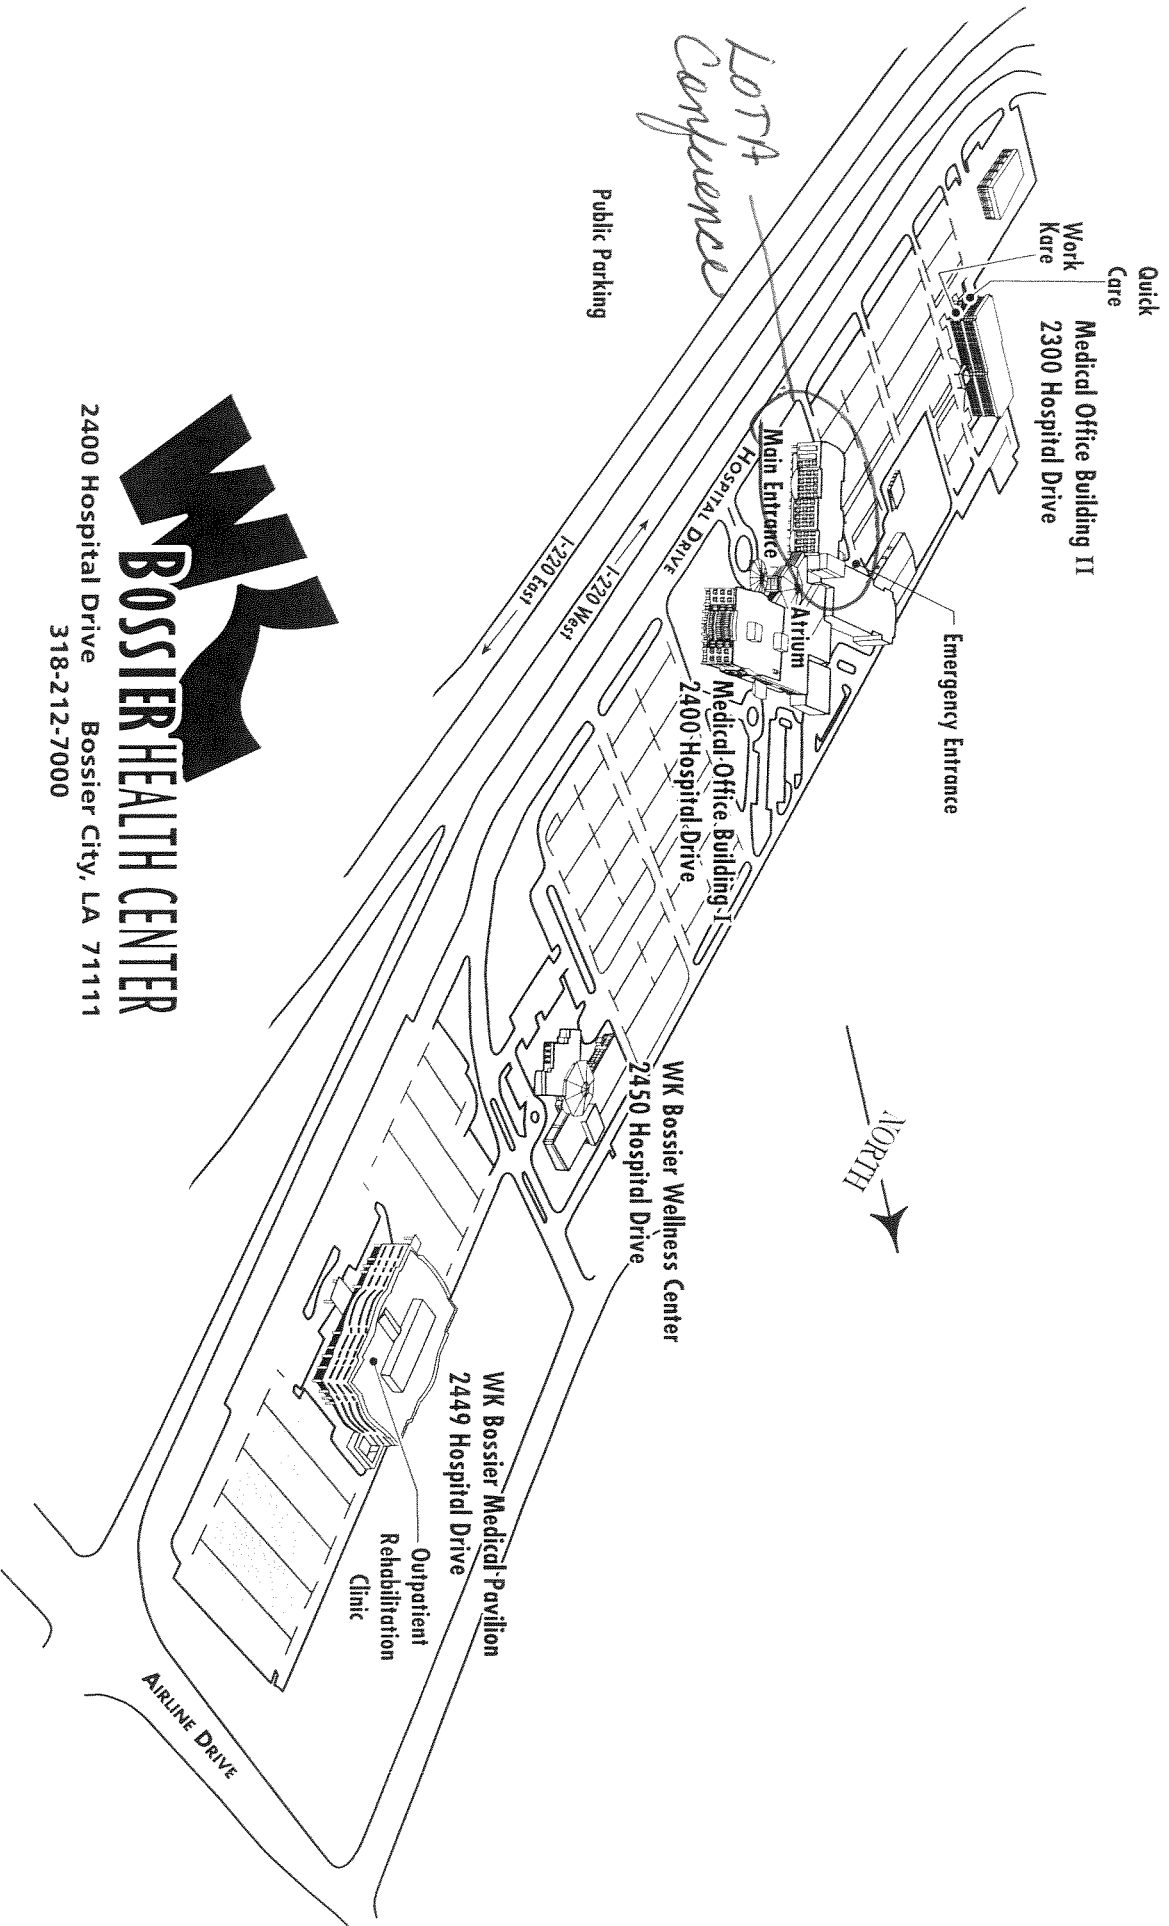 Quick
Care
Work
Kare
Medical Office Building II
2300 Hospital Drive
Emergency Entrance
LOTA
Conference
Main Entrance
Atrium
HOSPITAL DRIVE
Medical Office Building I
2400 Hospital Drive
Public Parking
I-220 West
I-220 East
NORTH
WK Bossier Wellness Center
2450 Hospital Drive
WK Bossier Medical Pavilion
2449 Hospital Drive
Outpatient
Rehabilitation
Clinic
AIRLINE DRIVE
WK
BOSSIER HEALTH CENTER
2400 Hospital Drive Bossier City, LA 71111
318-212-7000